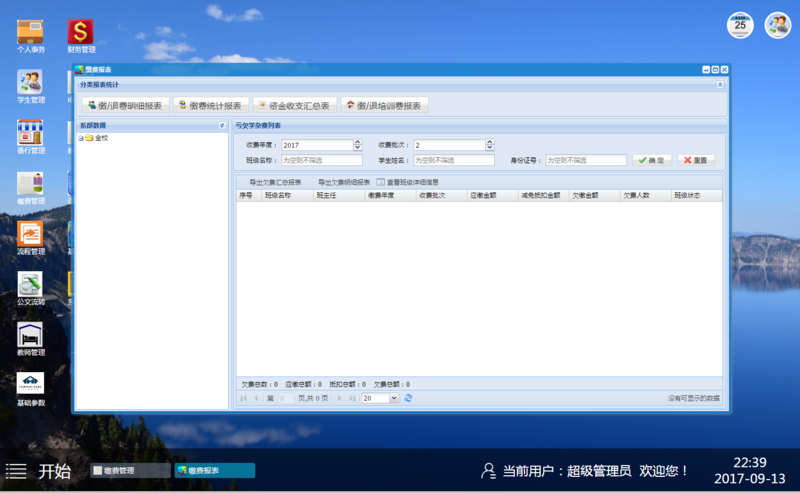 个人事务
财务管理
25
学生管理
善行管理
缴费管理
流程管理
公文流转
教师管理
基础参数
缴费报表
分类报表统计
缴/退费明细报表 缴费统计报表 资金收支汇总表 缴/退培训费报表
系部数据
全校
亏欠学杂费列表
收费年度： 2017 收费批次： 2
班级名称： 为空则不筛选 学生姓名： 为空则不筛选 身份证号： 为空则不筛选 确 定 重置
导出欠费汇总报表 导出欠费明细报表 查看班级详细信息
序号 班级名称 班主任 缴费年度 收费批次 应缴金额 减免抵扣金额 欠缴金额 欠费人数 班级状态
欠费总数：0 应缴总额：0 抵扣总额：0 欠费总额：0
第 0 页,共 0 页 20 没有可显示的数据
开始 缴费管理 缴费报表 当前用户：超级管理员 欢迎您！
22:39
2017-09-13